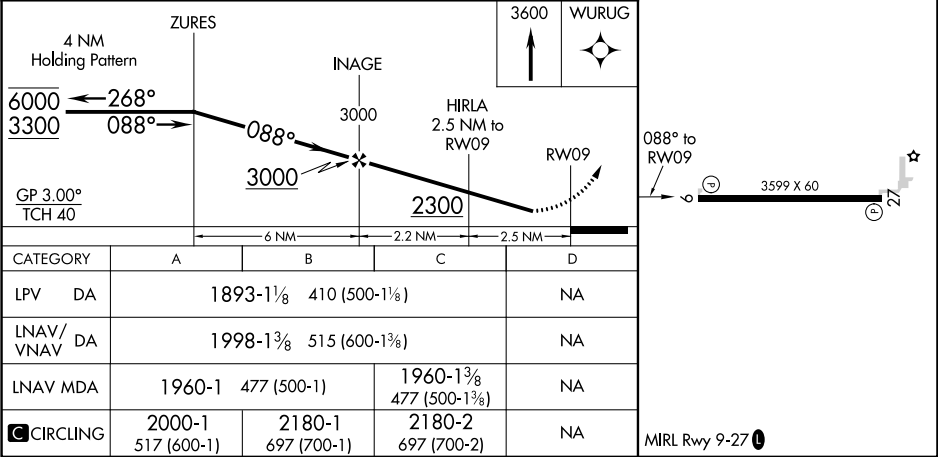 ZURES
3600 WURUG
4 NM
Holding Pattern
INAGE
6000 268°
3000
HIRLA
2.5 NM to
RW09
3300 088°
088°
RW09
088° to
RW09
3000
GP 3.00°
TCH 40
2300
9 P 3599 X 60 P 27
6 NM 2.2 NM 2.5 NM
CATEGORY A B C D
LPV DA 1893-1⅛ 410 (500-1⅛) NA
LNAV/
VNAV DA 1998-1⅜ 515 (600-1⅜) NA
LNAV MDA 1960-1 477 (500-1) 1960-1⅜
477 (500-1⅜) NA
C CIRCLING 2000-1
517 (600-1) 2180-1
697 (700-1) 2180-2
697 (700-2) NA
MIRL Rwy 9-27 L